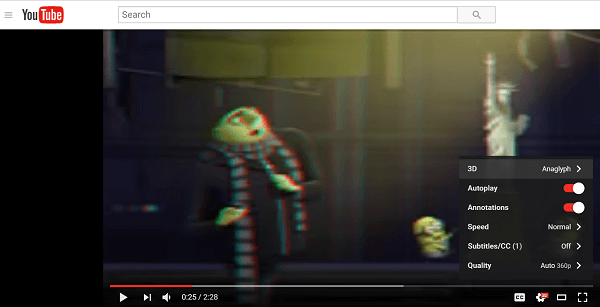 YouTube
Search
3D Anaglyph
Autoplay
Annotations
Speed Normal
Subtitles/CC (1) Off
Quality Auto 360p
0:25 / 2:28
CC